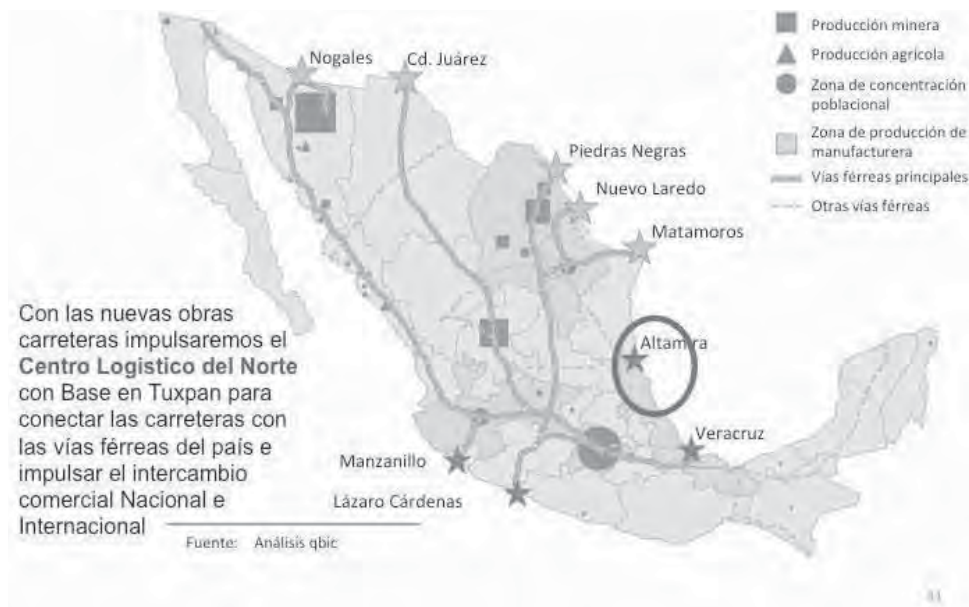 Producción minera
Producción agrícola
Zona de concentración
poblacional
Zona de producción de
manufacturera
Vías férreas principales
Otras vías férreas
Nogales
Cd. Juárez
Piedras Negras
Nuevo Laredo
Matamoros
Altamira
Veracruz
Manzanillo
Lázaro Cárdenas
Con las nuevas obras
carreteras impulsaremos el
Centro Logístico del Norte
con Base en Tuxpan para
conectar las carreteras con
las vías férreas del país e
impulsar el intercambio
comercial Nacional e
Internacional
Fuente: Análisis qbic